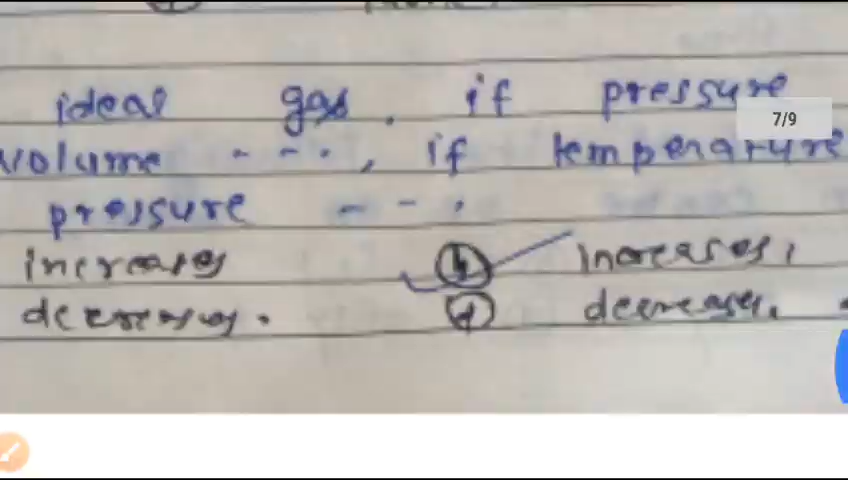 ideal gas. if pressure
7/9
volume ---, if temperature
pressure ---.
increases (b) increases,
decreases. (d) decreases.